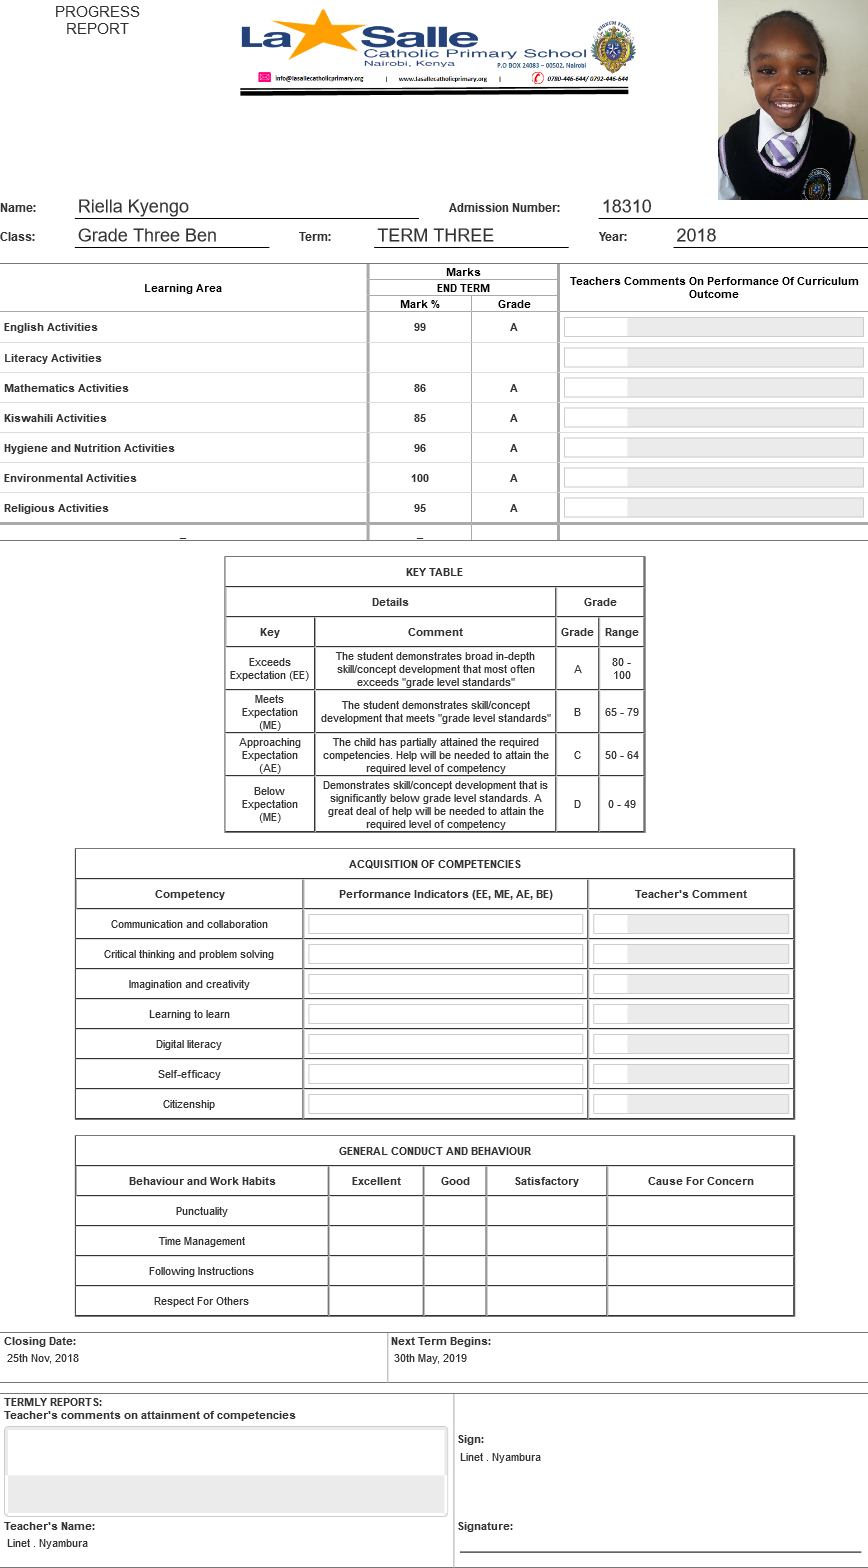 PROGRESS
REPORT
La Salle
Catholic Primary School
Nairobi, Kenya
P.O BOX 24083 – 00502, Nairobi
info@lasallecatholicprimary.org | www.lasallecatholicprimary.org | 0780-446-644/ 0792-446-644
Name: Riella Kyengo Admission Number: 18310
Class: Grade Three Ben Term: TERM THREE Year: 2018
Learning Area Marks Teachers Comments On Performance Of Curriculum Outcome
END TERM
Mark % Grade
English Activities 99 A
Literacy Activities
Mathematics Activities 86 A
Kiswahili Activities 85 A
Hygiene and Nutrition Activities 96 A
Environmental Activities 100 A
Religious Activities 95 A
_ _
KEY TABLE
Details Grade
Key Comment Grade Range
Exceeds Expectation (EE) The student demonstrates broad in-depth skill/concept development that most often exceeds "grade level standards" A 80 - 100
Meets Expectation (ME) The student demonstrates skill/concept development that meets "grade level standards" B 65 - 79
Approaching Expectation (AE) The child has partially attained the required competencies. Help will be needed to attain the required level of competency C 50 - 64
Below Expectation (ME) Demonstrates skill/concept development that is significantly below grade level standards. A great deal of help will be needed to attain the required level of competency D 0 - 49
ACQUISITION OF COMPETENCIES
Competency Performance Indicators (EE, ME, AE, BE) Teacher's Comment
Communication and collaboration
Critical thinking and problem solving
Imagination and creativity
Learning to learn
Digital literacy
Self-efficacy
Citizenship
GENERAL CONDUCT AND BEHAVIOUR
Behaviour and Work Habits Excellent Good Satisfactory Cause For Concern
Punctuality
Time Management
Following Instructions
Respect For Others
Closing Date: Next Term Begins:
25th Nov, 2018 30th May, 2019
TERMLY REPORTS:
Teacher's comments on attainment of competencies
Sign:
Linet . Nyambura
Teacher's Name: Signature:
Linet . Nyambura